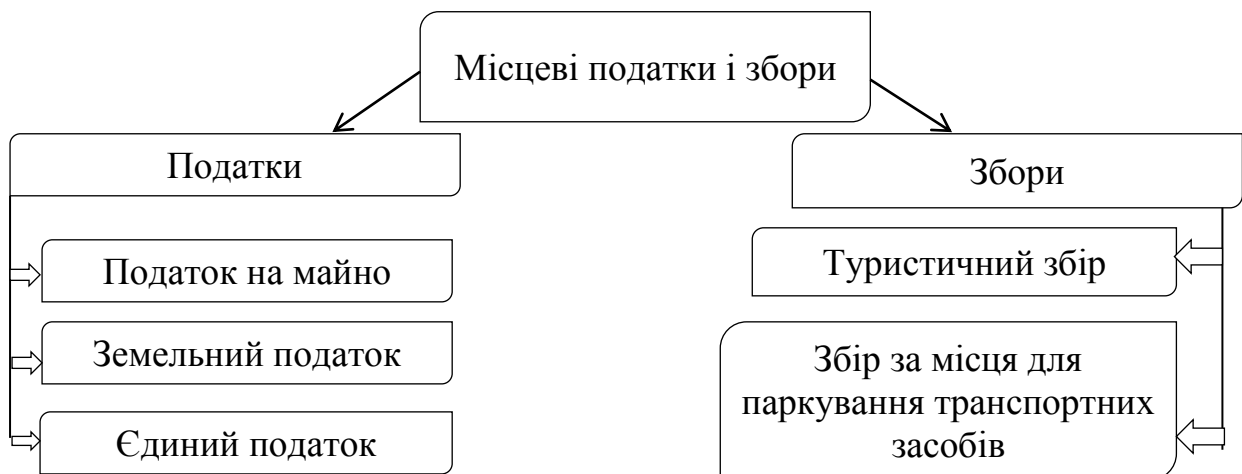 Місцеві податки і збори
Податки
Збори
Податок на майно
Туристичний збір
Земельний податок
Збір за місця для
паркування транспортних
засобів
Єдиний податок